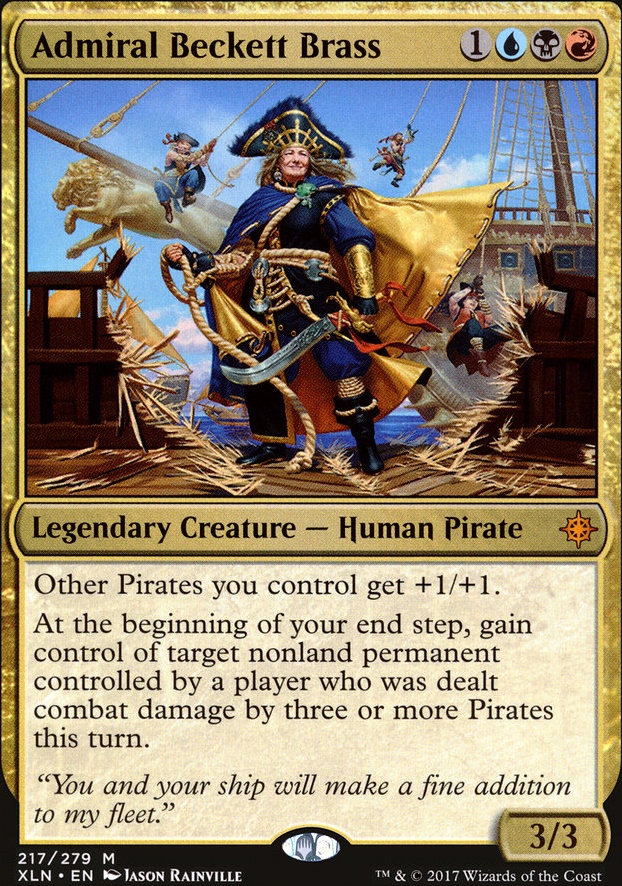 Admiral Beckett Brass 1
Legendary Creature — Human Pirate
Other Pirates you control get +1/+1.
At the beginning of your end step, gain
control of target nonland permanent
controlled by a player who was dealt
combat damage by three or more Pirates
this turn.
“You and your ship will make a fine addition
to my fleet.”
3/3
217/279 M
XLN • EN Jason Rainville
™ & © 2017 Wizards of the Coast